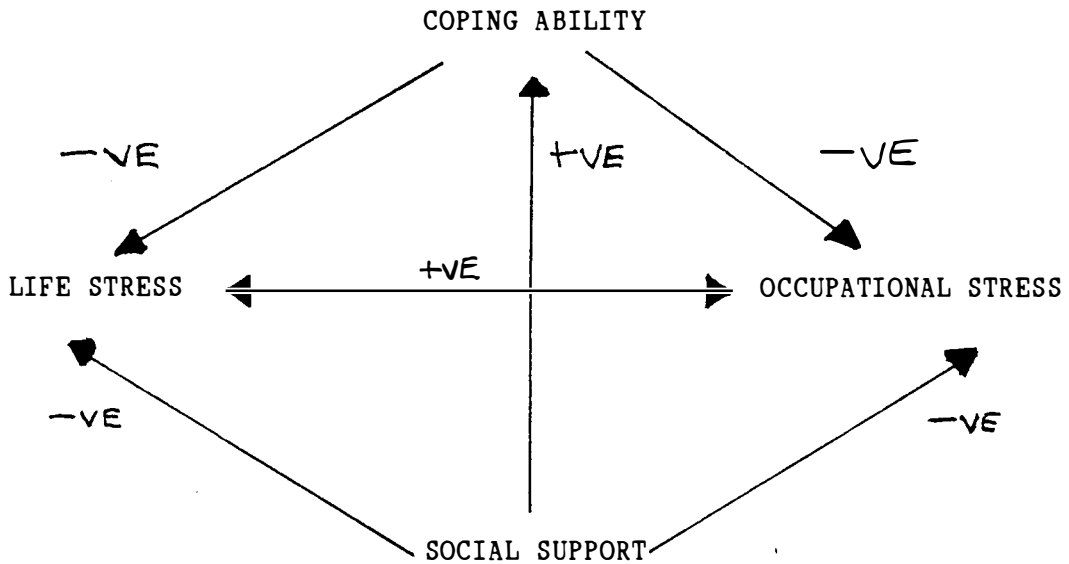 COPING ABILITY
-VE
+VE
-VE
+VE
LIFE STRESS
OCCUPATIONAL STRESS
-VE
-VE
SOCIAL SUPPORT